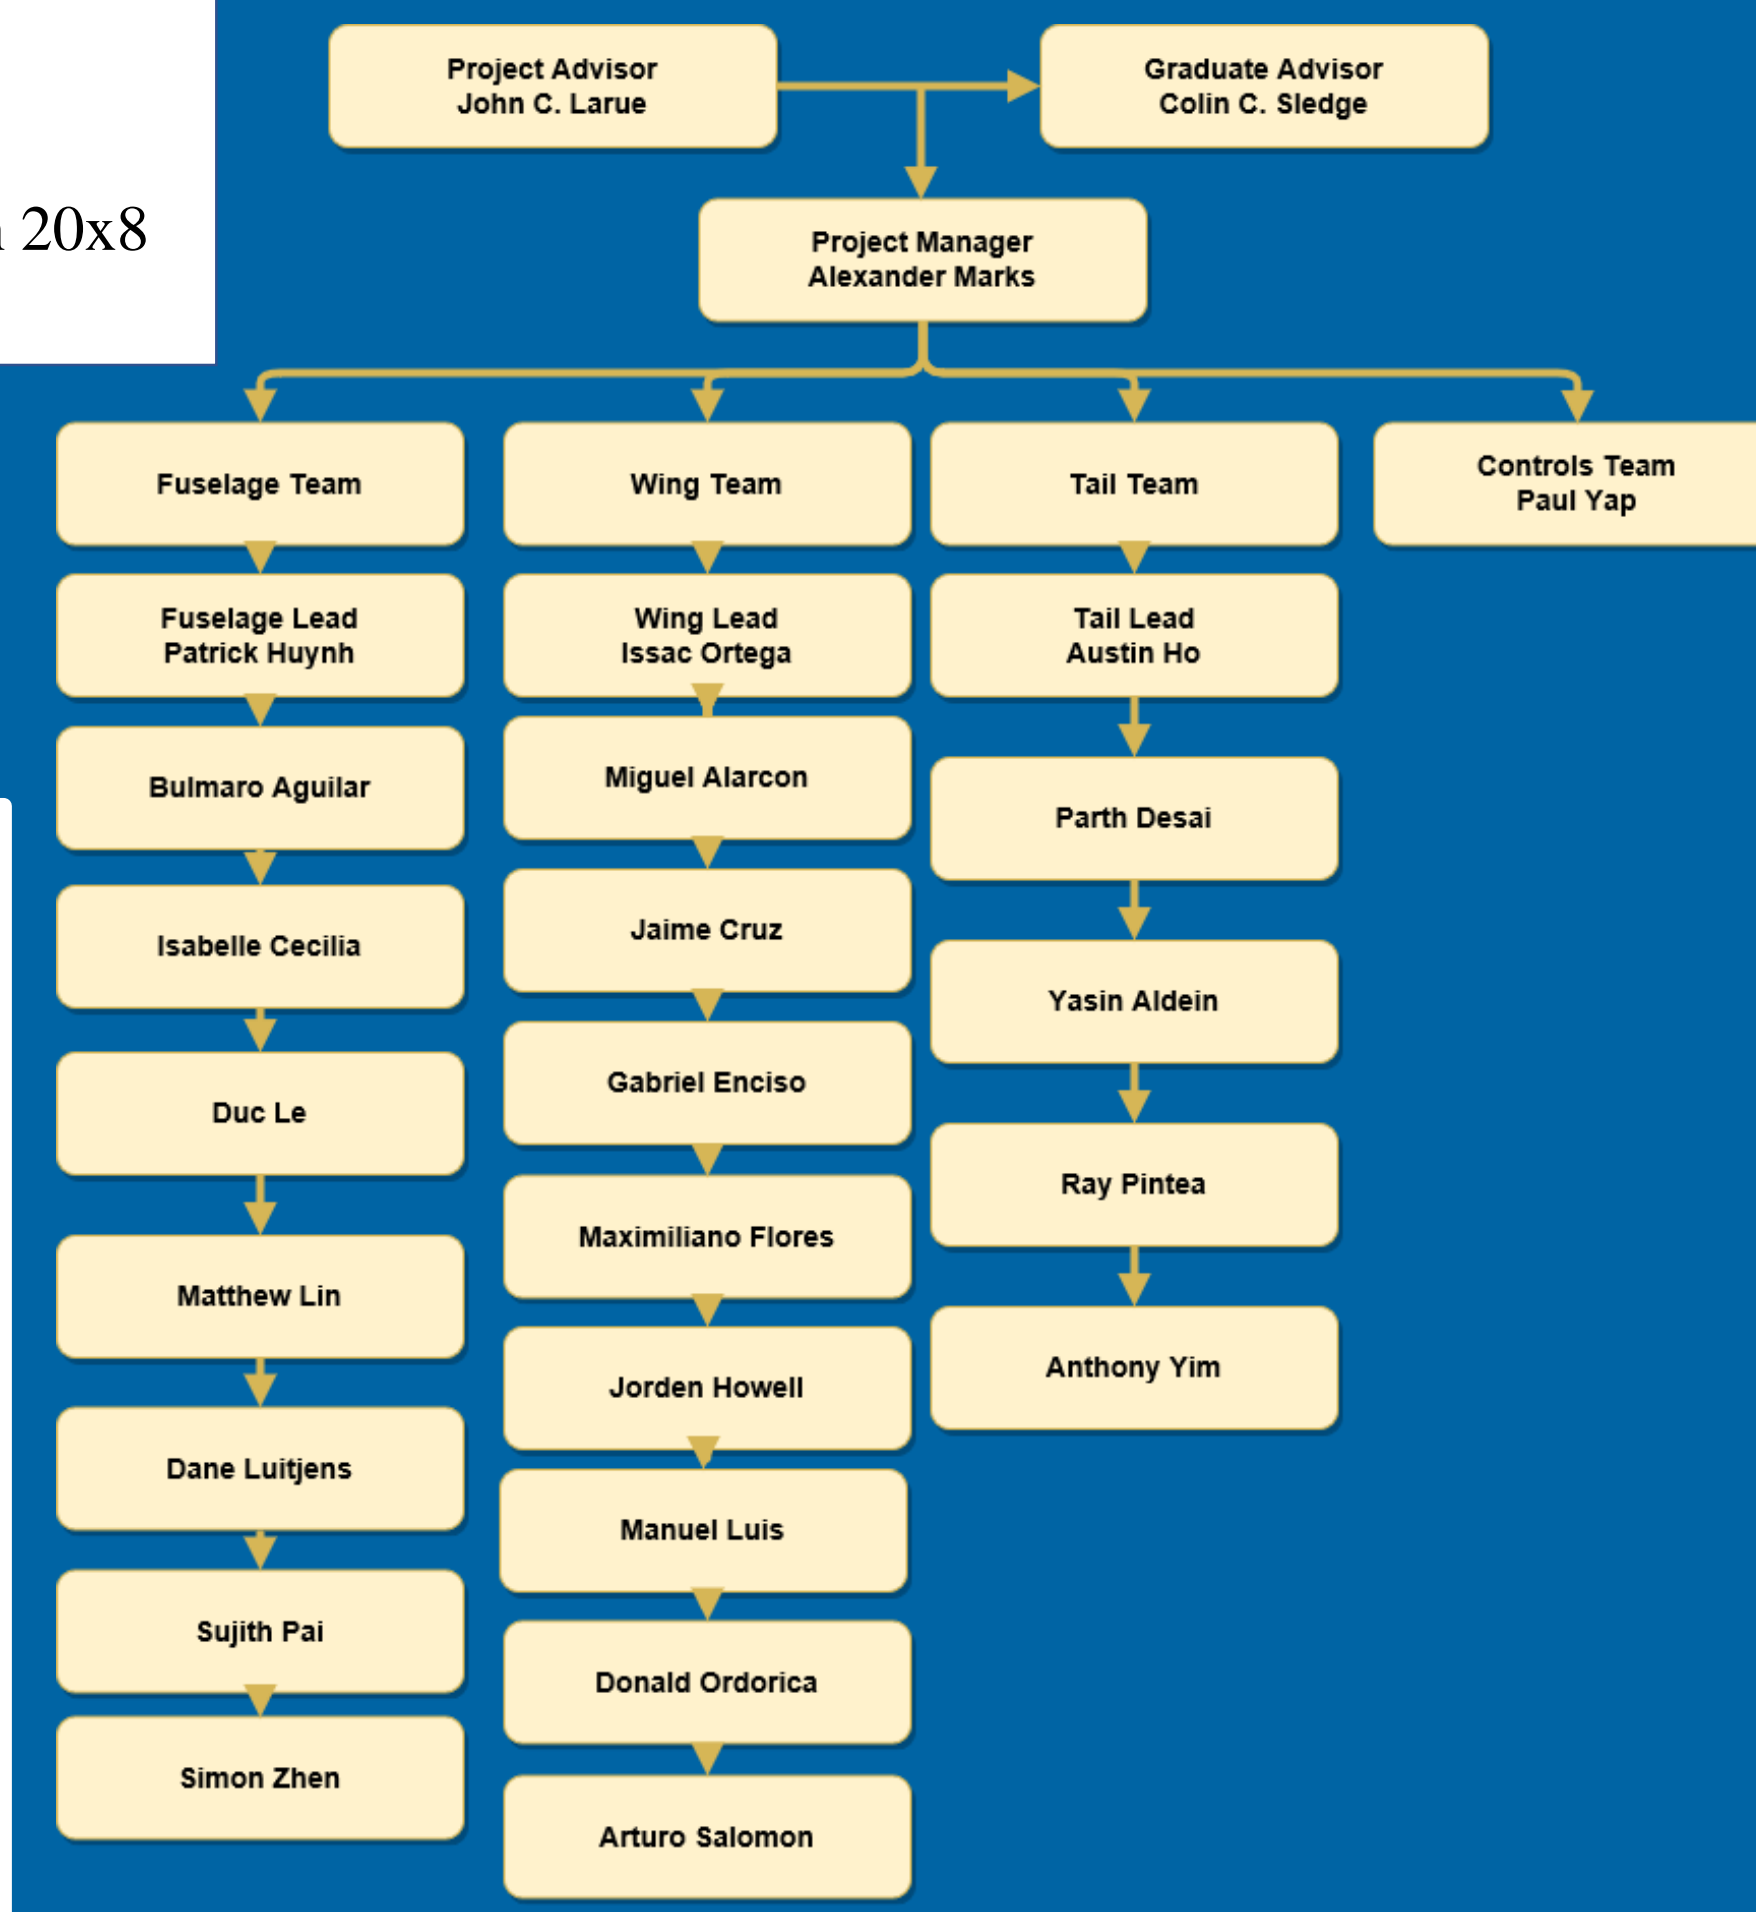 20x8
Project Advisor
John C. Larue
Graduate Advisor
Colin C. Sledge
Project Manager
Alexander Marks
Fuselage Team
Fuselage Lead
Patrick Huynh
Bulmaro Aguilar
Isabelle Cecilia
Duc Le
Matthew Lin
Dane Luitjens
Sujith Pai
Simon Zhen
Wing Team
Wing Lead
Issac Ortega
Miguel Alarcon
Jaime Cruz
Gabriel Enciso
Maximiliano Flores
Jorden Howell
Manuel Luis
Donald Ordorica
Arturo Salomon
Tail Team
Tail Lead
Austin Ho
Parth Desai
Yasin Aldein
Ray Pintea
Anthony Yim
Controls Team
Paul Yap